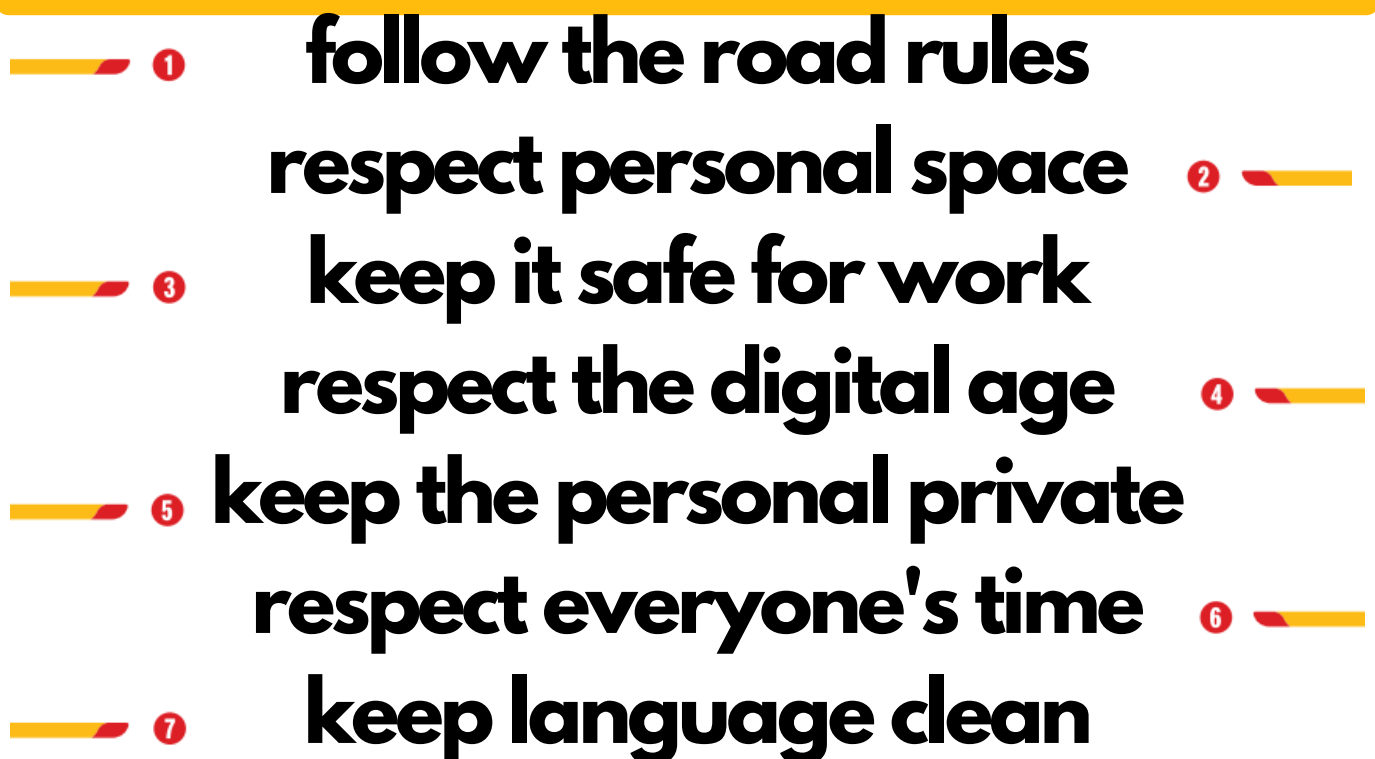 1 follow the road rules
respect personal space 2
3 keep it safe for work
respect the digital age 4
5 keep the personal private
respect everyone's time 6
7 keep language clean